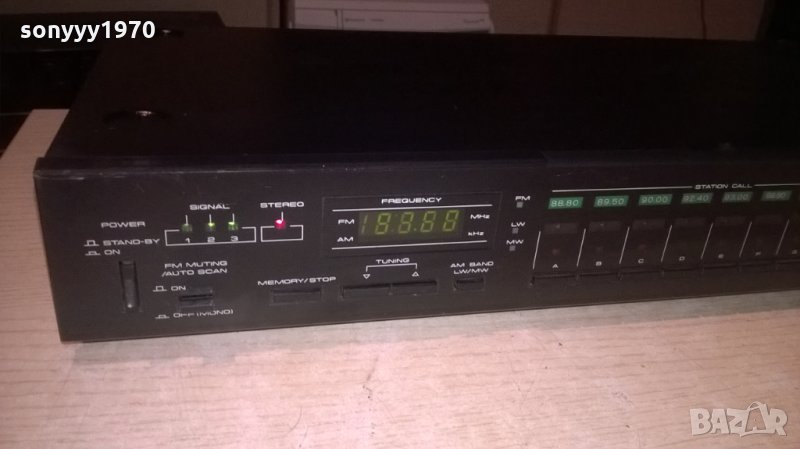 sonyyy1970
STATION CALL
SIGNAL
STEREO
FREQUENCY
FM
88.80 89.50 90.00 92.40 93.00
POWER
FM MHz
STAND-BY
1 2 3
AM kHz
LW
ON
MW
FM MUTING
/AUTO SCAN
TUNING
AM BAND
LW/MW
MEMORY/STOP
A B C D E F
ON
OFF (MONO)
BAZAR